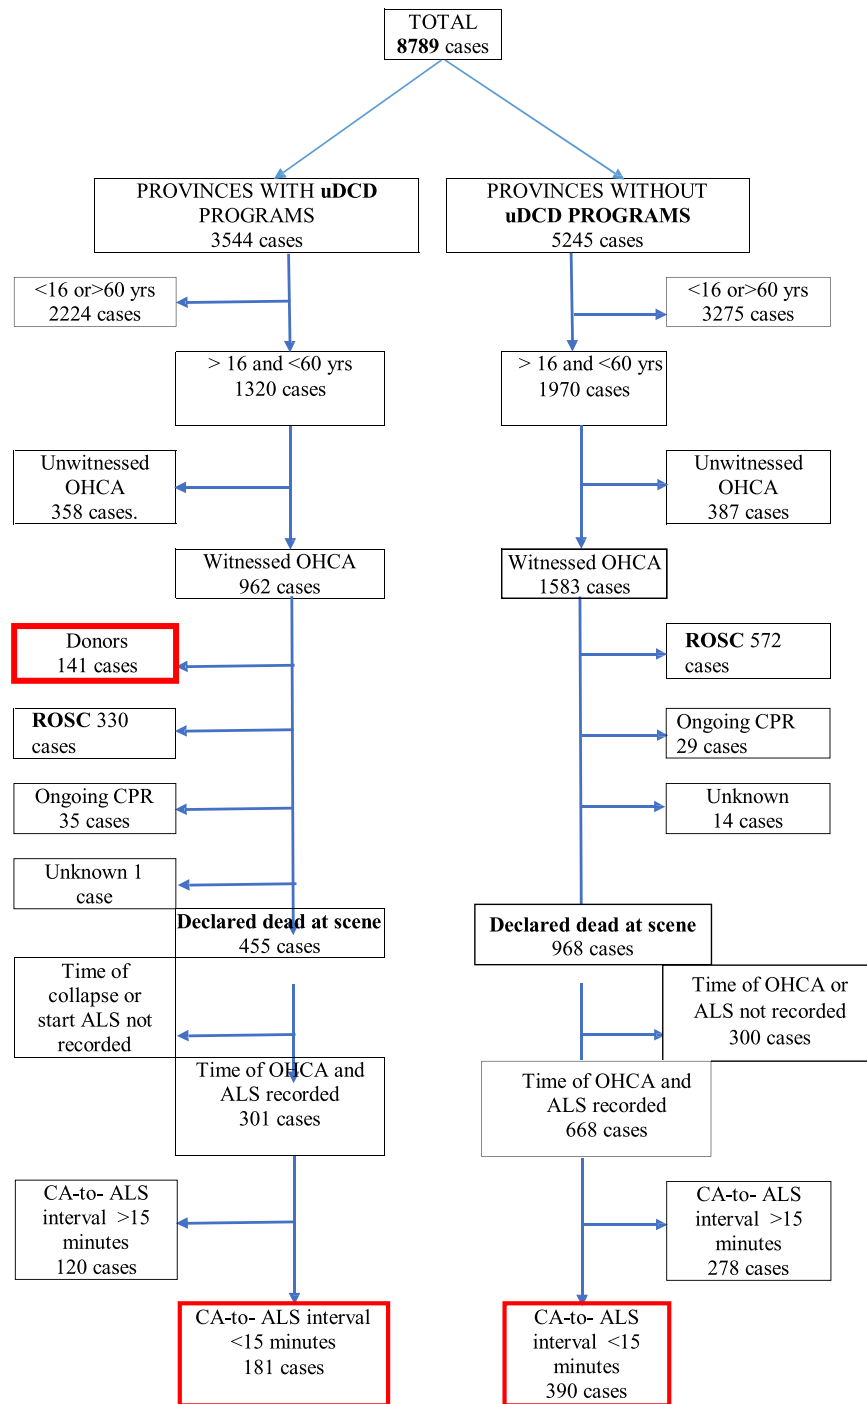 TOTAL
8789 cases
PROVINCES WITH uDCD
PROGRAMS
3544 cases
PROVINCES WITHOUT
uDCD PROGRAMS
5245 cases
<16 or>60 yrs
2224 cases
<16 or>60 yrs
3275 cases
> 16 and <60 yrs
1320 cases
> 16 and <60 yrs
1970 cases
Unwitnessed
OHCA
358 cases.
Unwitnessed
OHCA
387 cases
Witnessed OHCA
962 cases
Witnessed OHCA
1583 cases
Donors
141 cases
ROSC 572
cases
ROSC 330
cases
Ongoing CPR
29 cases
Ongoing CPR
35 cases
Unknown
14 cases
Unknown 1
case
Declared dead at scene
455 cases
Declared dead at scene
968 cases
Time of
collapse or
start ALS not
recorded
Time of OHCA or
ALS not recorded
300 cases
Time of OHCA and
ALS recorded
301 cases
Time of OHCA and
ALS recorded
668 cases
CA-to- ALS
interval >15
minutes
120 cases
CA-to- ALS
interval >15
minutes
278 cases
CA-to- ALS interval
<15 minutes
181 cases
CA-to- ALS
interval <15
minutes
390 cases